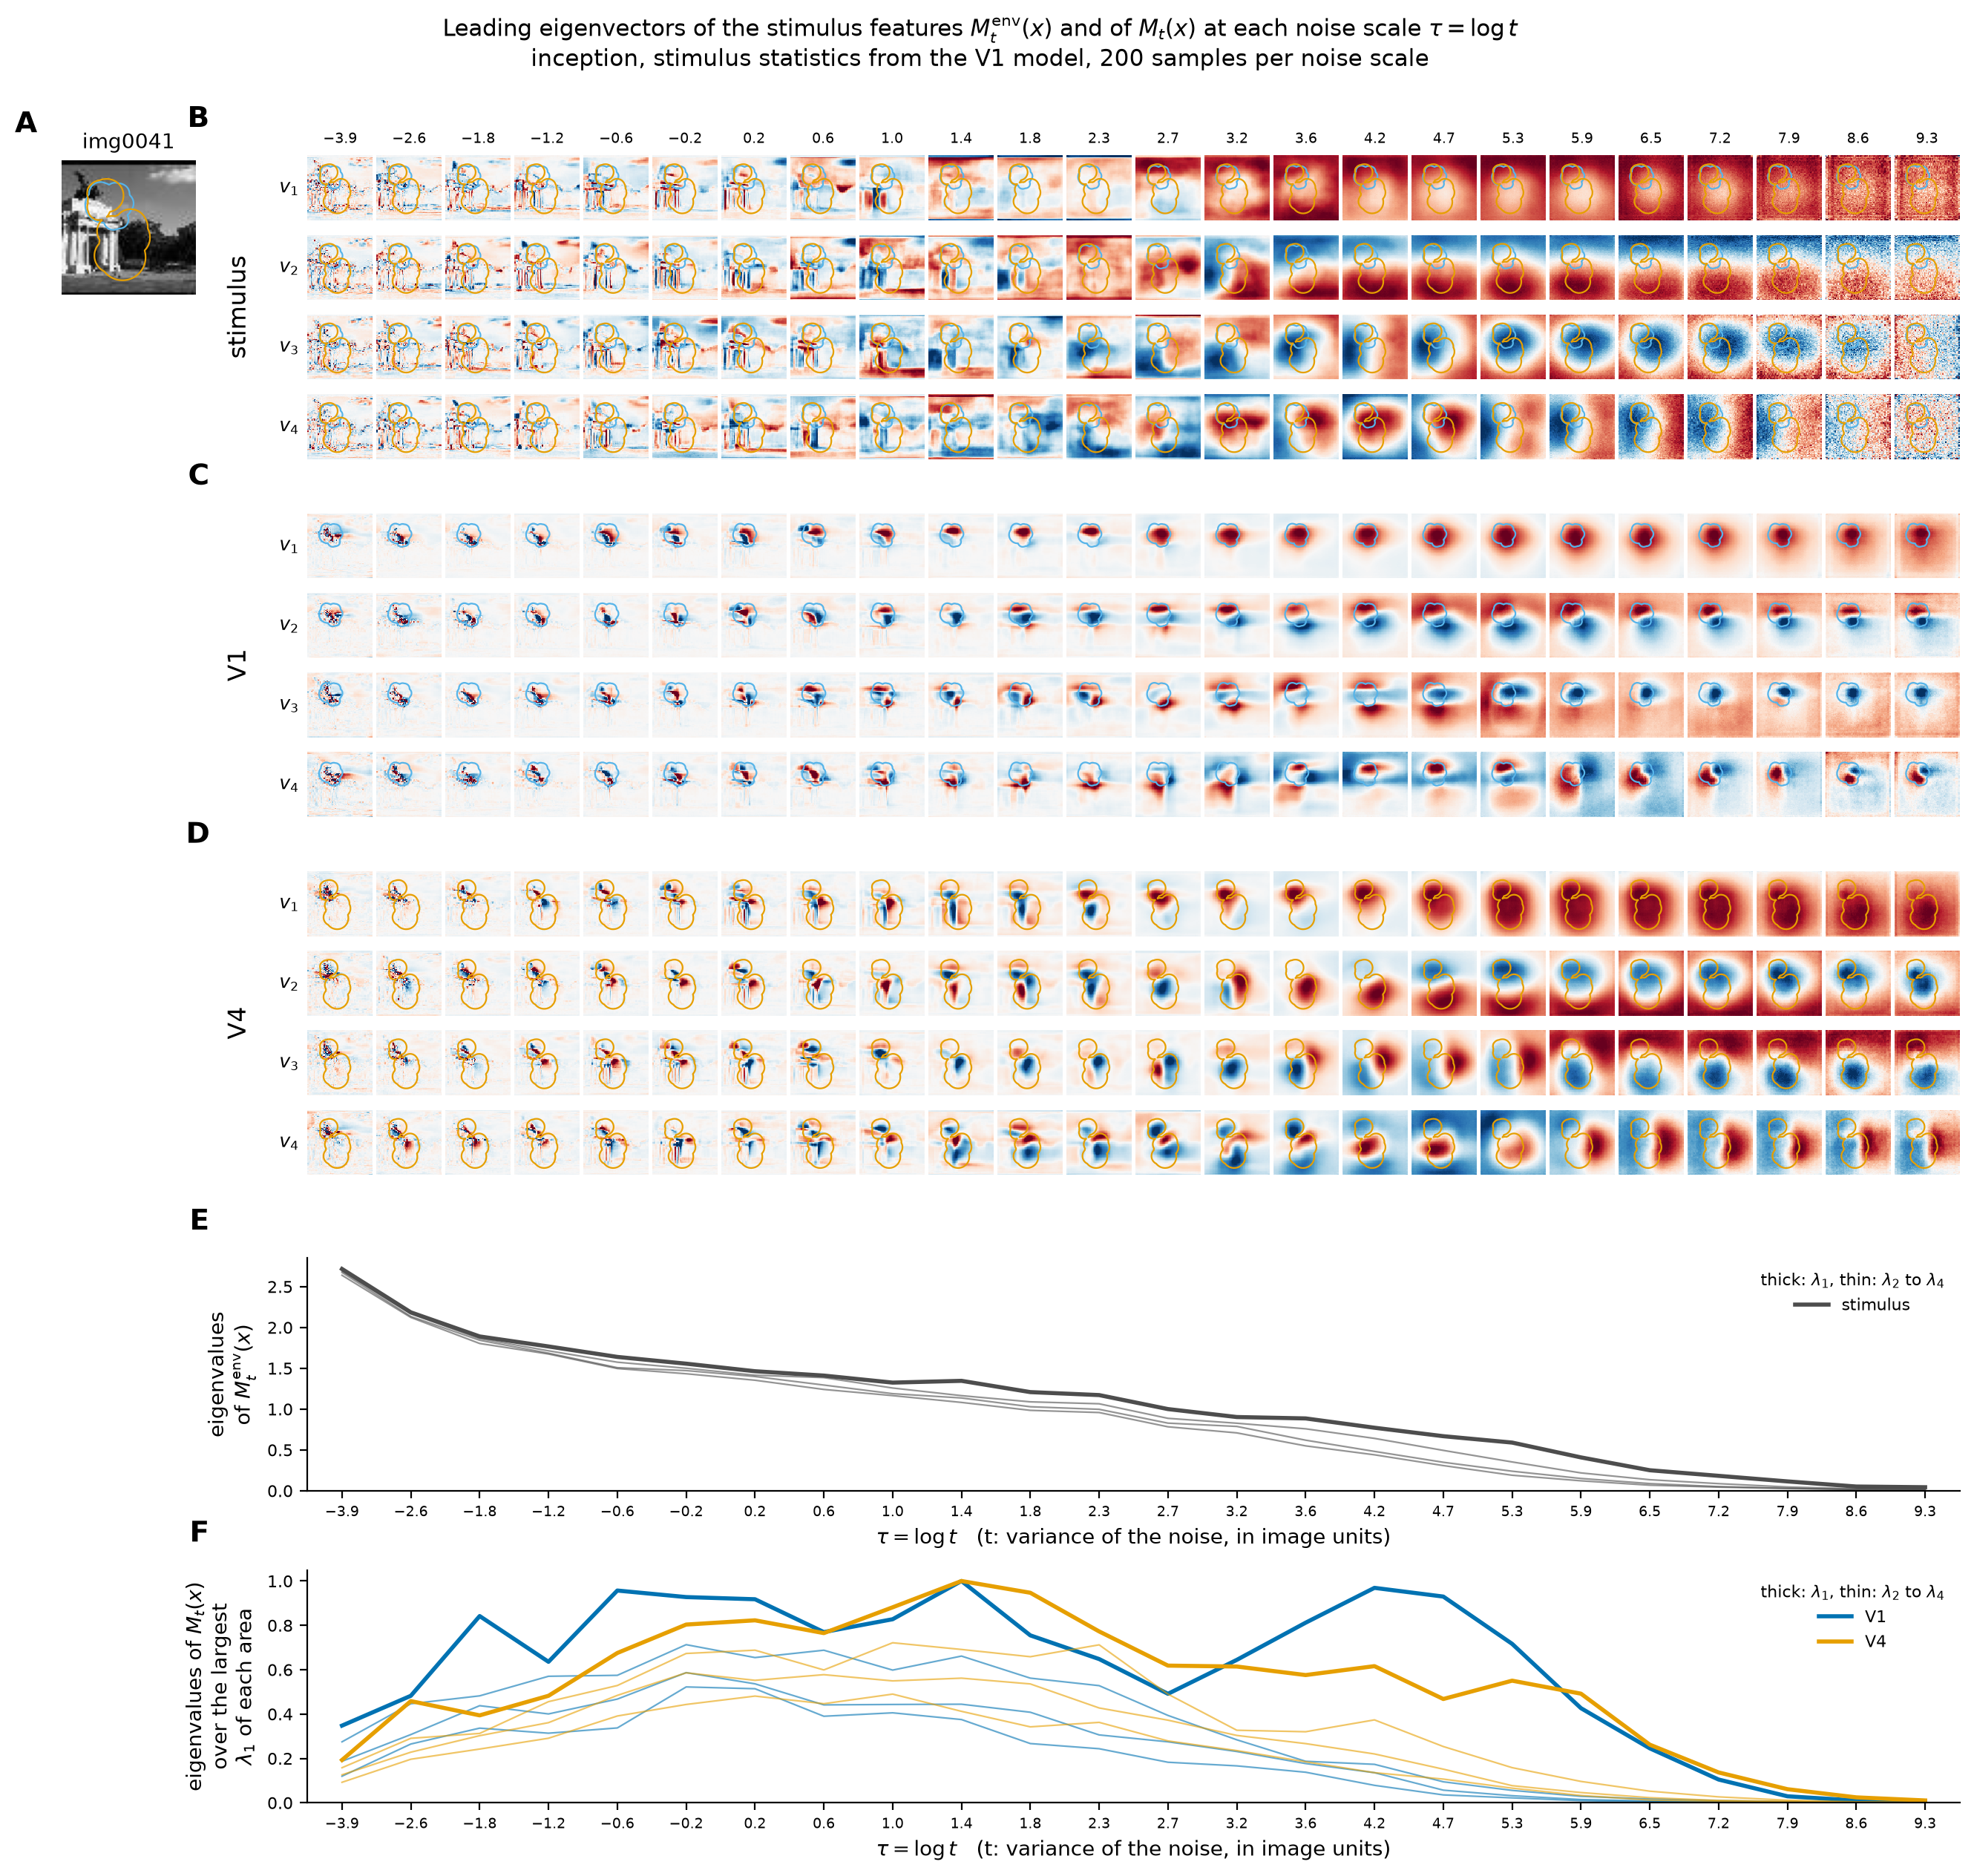 Leading eigenvectors of the stimulus features $M_t^{\mathrm{env}}(x)$ and of $M_t(x)$ at each noise scale $\tau = \log t$
inception, stimulus statistics from the V1 model, 200 samples per noise scale
A
img0041
B
−3.9 −2.6 −1.8 −1.2 −0.6 −0.2 0.2 0.6 1.0 1.4 1.8 2.3 2.7 3.2 3.6 4.2 4.7 5.3 5.9 6.5 7.2 7.9 8.6 9.3
stimulus
$v_1$
$v_2$
$v_3$
$v_4$
C
V1
$v_1$
$v_2$
$v_3$
$v_4$
D
V4
$v_1$
$v_2$
$v_3$
$v_4$
E
eigenvalues
of $M_t^{\mathrm{env}}(x)$
2.5
2.0
1.5
1.0
0.5
0.0
thick: $\lambda_1$, thin: $\lambda_2$ to $\lambda_4$
stimulus
−3.9 −2.6 −1.8 −1.2 −0.6 −0.2 0.2 0.6 1.0 1.4 1.8 2.3 2.7 3.2 3.6 4.2 4.7 5.3 5.9 6.5 7.2 7.9 8.6 9.3
$\tau = \log t$ (t: variance of the noise, in image units)
F
eigenvalues of $M_t(x)$
over the largest
$\lambda_1$ of each area
1.0
0.8
0.6
0.4
0.2
0.0
thick: $\lambda_1$, thin: $\lambda_2$ to $\lambda_4$
V1
V4
−3.9 −2.6 −1.8 −1.2 −0.6 −0.2 0.2 0.6 1.0 1.4 1.8 2.3 2.7 3.2 3.6 4.2 4.7 5.3 5.9 6.5 7.2 7.9 8.6 9.3
$\tau = \log t$ (t: variance of the noise, in image units)